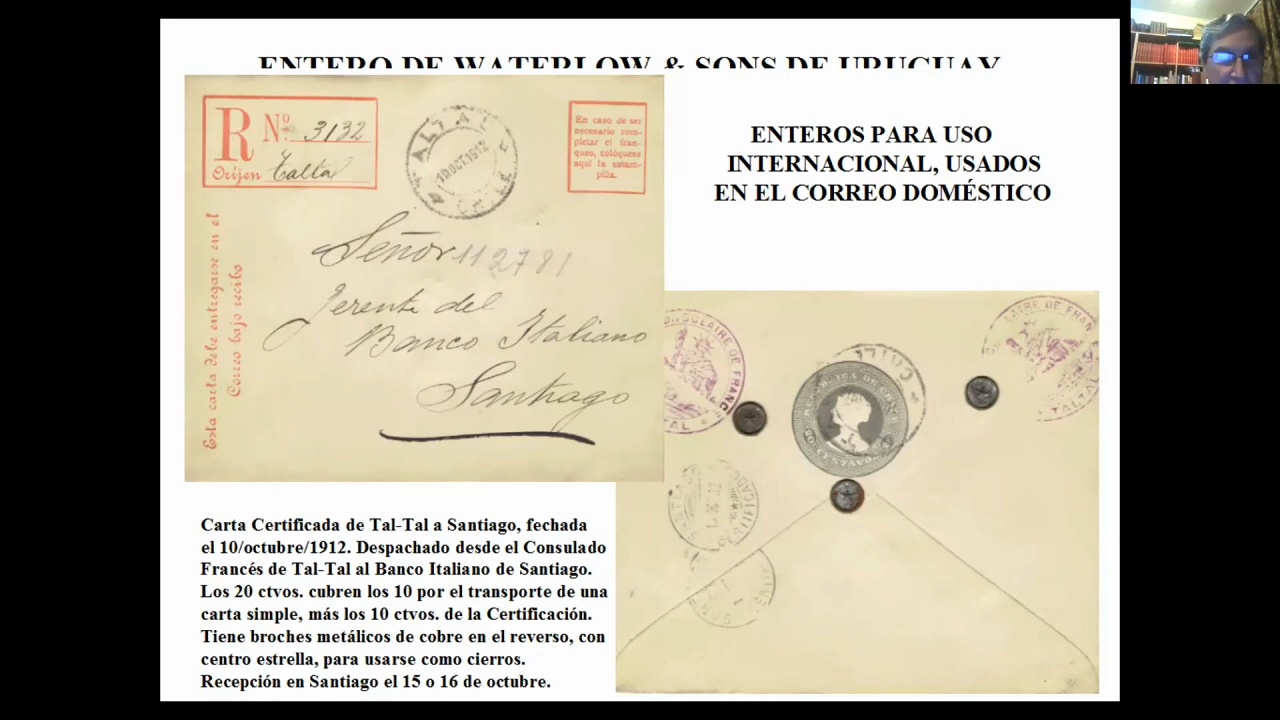 ENTERO DE WATERLOW & SONS DE URUGUAY
R Nº 3132
Oríjen Taltal
TALTAL
10 OCT 1912
CHILE
En caso de ser
necesario com-
pletar el fran-
queo, colóquese
aquí la estam-
pilla.
Esta carta debe entregarse en el
Correo bajo recibo
Señor 112781
Jerente del
Banco Italiano
Santiago
ENTEROS PARA USO
INTERNACIONAL, USADOS
EN EL CORREO DOMÉSTICO
CHILE
REPUBLICA DE
CENTAVOS
Carta Certificada de Tal-Tal a Santiago, fechada
el 10/octubre/1912. Despachado desde el Consulado
Francés de Tal-Tal al Banco Italiano de Santiago.
Los 20 ctvos. cubren los 10 por el transporte de una
carta simple, más los 10 ctvos. de la Certificación.
Tiene broches metálicos de cobre en el reverso, con
centro estrella, para usarse como cierros.
Recepción en Santiago el 15 o 16 de octubre.